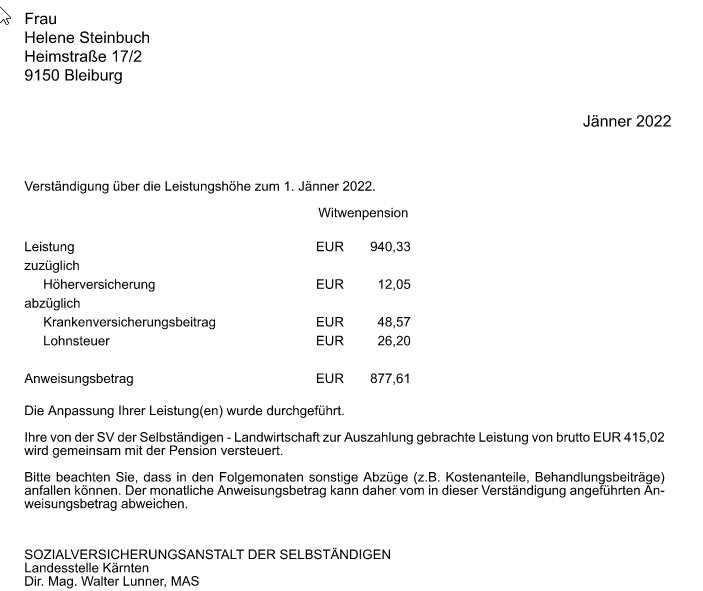 Frau
Helene Steinbuch
Heimstraße 17/2
9150 Bleiburg
Jänner 2022
Verständigung über die Leistungshöhe zum 1. Jänner 2022.
Witwenpension
Leistung EUR 940,33
zuzüglich
Höherversicherung EUR 12,05
abzüglich
Krankenversicherungsbeitrag EUR 48,57
Lohnsteuer EUR 26,20
Anweisungsbetrag EUR 877,61
Die Anpassung Ihrer Leistung(en) wurde durchgeführt.
Ihre von der SV der Selbständigen - Landwirtschaft zur Auszahlung gebrachte Leistung von brutto EUR 415,02
wird gemeinsam mit der Pension versteuert.
Bitte beachten Sie, dass in den Folgemonaten sonstige Abzüge (z.B. Kostenanteile, Behandlungsbeiträge)
anfallen können. Der monatliche Anweisungsbetrag kann daher vom in dieser Verständigung angeführten An-
weisungsbetrag abweichen.
SOZIALVERSICHERUNGSANSTALT DER SELBSTÄNDIGEN
Landesstelle Kärnten
Dir. Mag. Walter Lunner, MAS